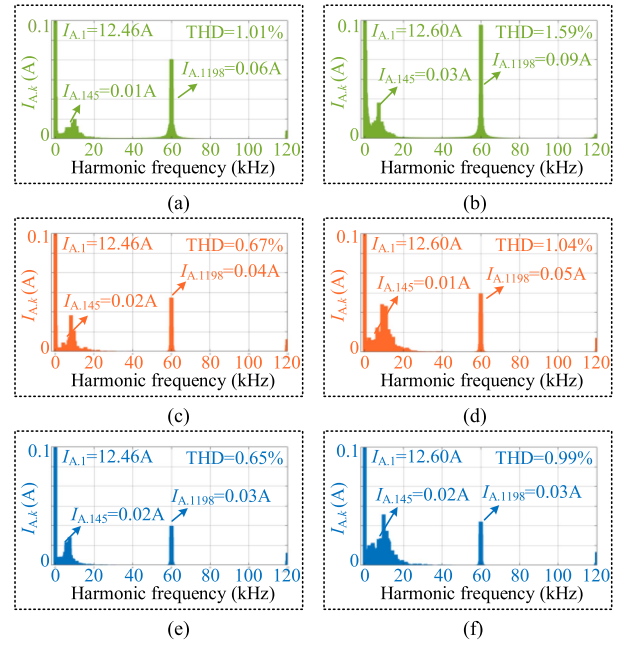 0.1
I_A.1=12.46A
THD=1.01%
I_A.k(A)
I_A.145=0.01A
I_A.1198=0.06A
0
0 20 40 60 80 100 120
Harmonic frequency (kHz)
(a)
0.1
I_A.1=12.60A
THD=1.59%
I_A.k(A)
I_A.145=0.03A
I_A.1198=0.09A
0
0 20 40 60 80 100 120
Harmonic frequency (kHz)
(b)
0.1
I_A.1=12.46A
THD=0.67%
I_A.k(A)
I_A.1198=0.04A
I_A.145=0.02A
0
0 20 40 60 80 100 120
Harmonic frequency (kHz)
(c)
0.1
I_A.1=12.60A
THD=1.04%
I_A.k(A)
I_A.145=0.01A
I_A.1198=0.05A
0
0 20 40 60 80 100 120
Harmonic frequency (kHz)
(d)
0.1
I_A.1=12.46A
THD=0.65%
I_A.k(A)
I_A.145=0.02A
I_A.1198=0.03A
0
0 20 40 60 80 100 120
Harmonic frequency (kHz)
(e)
0.1
I_A.1=12.60A
THD=0.99%
I_A.k(A)
I_A.145=0.02A
I_A.1198=0.03A
0
0 20 40 60 80 100 120
Harmonic frequency (kHz)
(f)